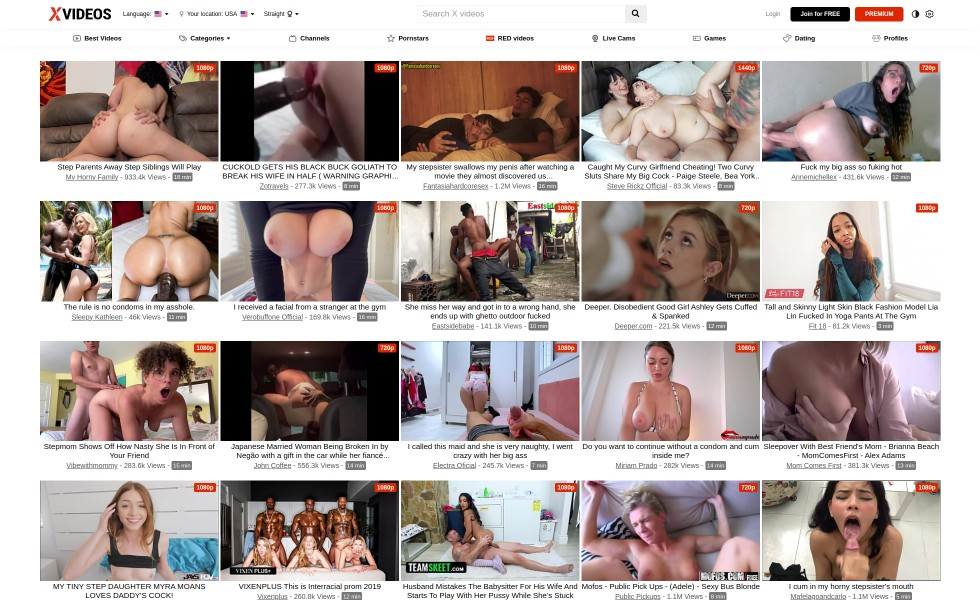 XVIDEOS
Language:
Your location: USA
Straight
Search X videos
Login
Join for FREE
PREMIUM
Best Videos
Categories
Channels
Pornstars
RED videos
Live Cams
Games
Dating
Profiles
1080p
1080p
1080p
1440p
720p
Step Parents Away Step Siblings Will Play
My Horny Family - 933.4k Views - 18 min
CUCKOLD GETS HIS BLACK BUCK GOLIATH TO
BREAK HIS WIFE IN HALF ( WARNING GRAPHI...
Zotravels - 277.3k Views - 8 min
My stepsister swallows my penis after watching a
movie they almost discovered us...
Fantasiahardcoresex - 1.2M Views - 16 min
Caught My Curvy Girlfriend Cheating! Two Curvy
Sluts Share My Big Cock - Paige Steele, Bea York..
Steve Rickz Official - 83.3k Views - 8 min
Fuck my big ass so fuking hot
Annemichellex - 431.6k Views - 12 min
1080p
1080p
Eastsid
1080p
720p
Deeper.com
1080p
FIT18
The rule is no condoms in my asshole.
Sleepy Kathleen - 46k Views - 11 min
I received a facial from a stranger at the gym
Verobuffone Official - 169.8k Views - 16 min
She miss her way and got in to a wrong hand, she
ends up with ghetto outdoor fucked
Eastsidebabe - 141.1k Views - 10 min
Deeper. Disobedient Good Girl Ashley Gets Cuffed
& Spanked
Deeper.com - 221.5k Views - 12 min
Tall and Skinny Light Skin Black Fashion Model Lia
Lin Fucked In Yoga Pants At The Gym
Fit 18 - 81.2k Views - 3 min
1080p
720p
1080p
1080p
1080p
Stepmom Shows Off How Nasty She Is In Front of
Your Friend
Vibewithmommy - 283.6k Views - 15 min
Japanese Married Woman Being Broken In by
Negão with a gift in the car while her fiancé...
John Coffee - 556.3k Views - 14 min
I called this maid and she is very naughty, I went
crazy with her big ass
Electra Oficial - 245.7k Views - 7 min
Do you want to continue without a condom and cum
inside me?
Miriam Prado - 282k Views - 14 min
Sleepover With Best Friend's Mom - Brianna Beach
- MomComesFirst - Alex Adams
Mom Comes First - 381.3k Views - 13 min
1080p
1080p
VIXEN PLUS+
1080p
TEAMSKEET.COM
720p
MOFOS.COM
1080p
MY TINY STEP DAUGHTER MYRA MOANS
LOVES DADDY'S COCK!
VIXENPLUS This is Interracial prom 2019
Vixenplus - 260.8k Views - 12 min
Husband Mistakes The Babysitter For His Wife And
Starts To Play With Her Pussy While She's Stuck
Mofos - Public Pick Ups - (Adele) - Sexy Bus Blonde
Public Pickups - 1.1M Views - 8 min
I cum in my horny stepsister's mouth
Mafelagoandcarlo - 1.1M Views - 5 min